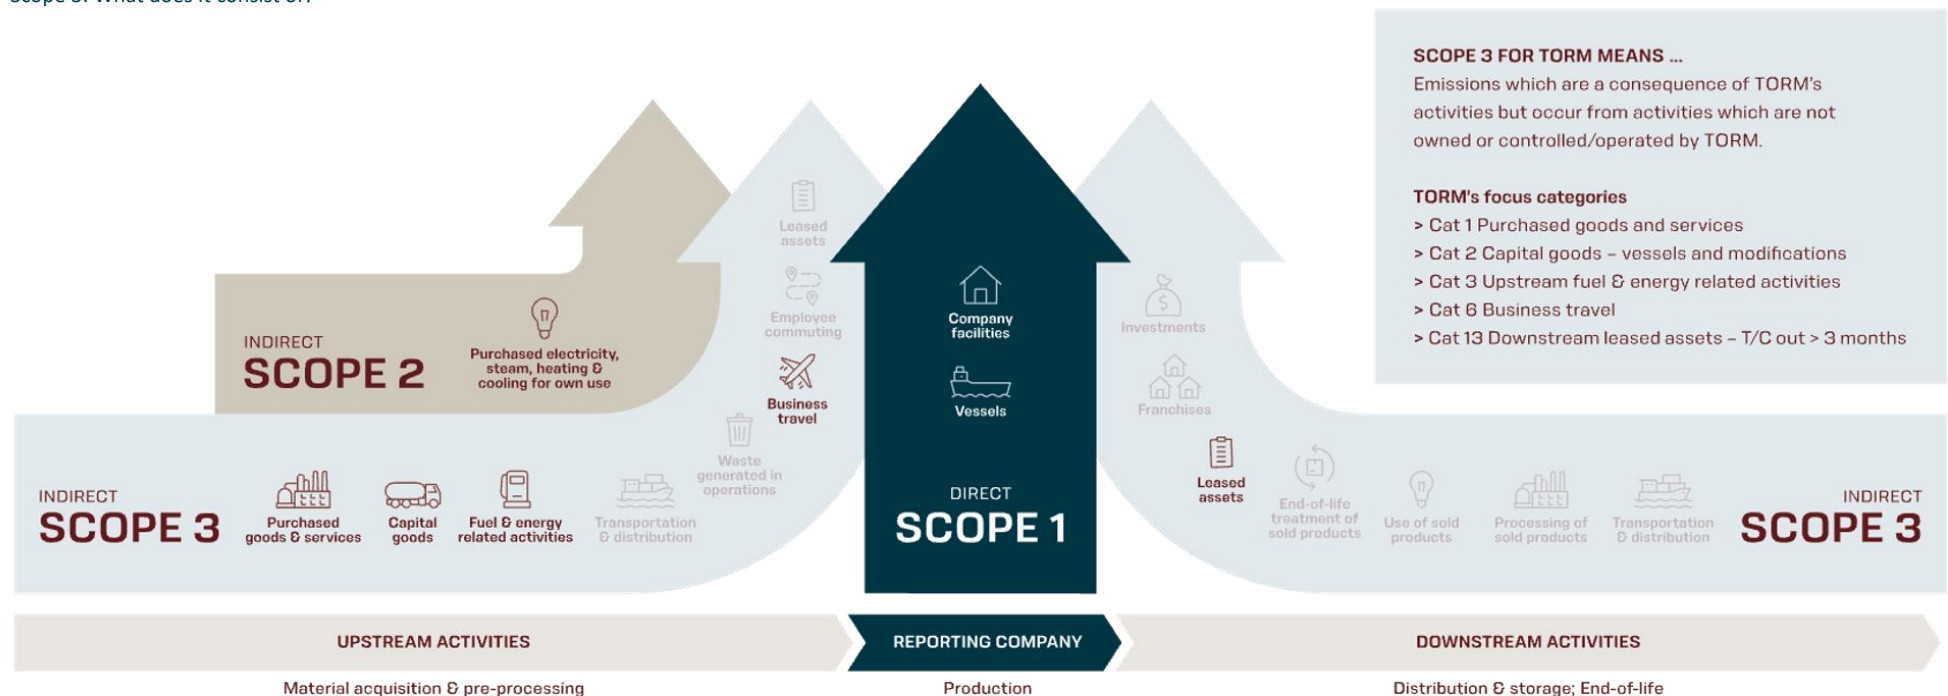 Scope 3: What does it consist of?
SCOPE 3 FOR TORM MEANS ...
Emissions which are a consequence of TORM's
activities but occur from activities which are not
owned or controlled/operated by TORM.
TORM's focus categories
> Cat 1 Purchased goods and services
> Cat 2 Capital goods – vessels and modifications
> Cat 3 Upstream fuel & energy related activities
> Cat 6 Business travel
> Cat 13 Downstream leased assets – T/C out > 3 months
INDIRECT
SCOPE 2
Purchased electricity,
steam, heating &
cooling for own use
Leased
assets
Employee
commuting
Business
travel
Waste
generated in
operations
INDIRECT
SCOPE 3
Purchased
goods & services
Capital
goods
Fuel & energy
related activities
Transportation
& distribution
Company
facilities
Vessels
DIRECT
SCOPE 1
$
Investments
Franchises
Leased
assets
End-of-life
treatment of
sold products
Use of sold
products
Processing of
sold products
Transportation
& distribution
INDIRECT
SCOPE 3
UPSTREAM ACTIVITIES
REPORTING COMPANY
DOWNSTREAM ACTIVITIES
Material acquisition & pre-processing
Production
Distribution & storage; End-of-life